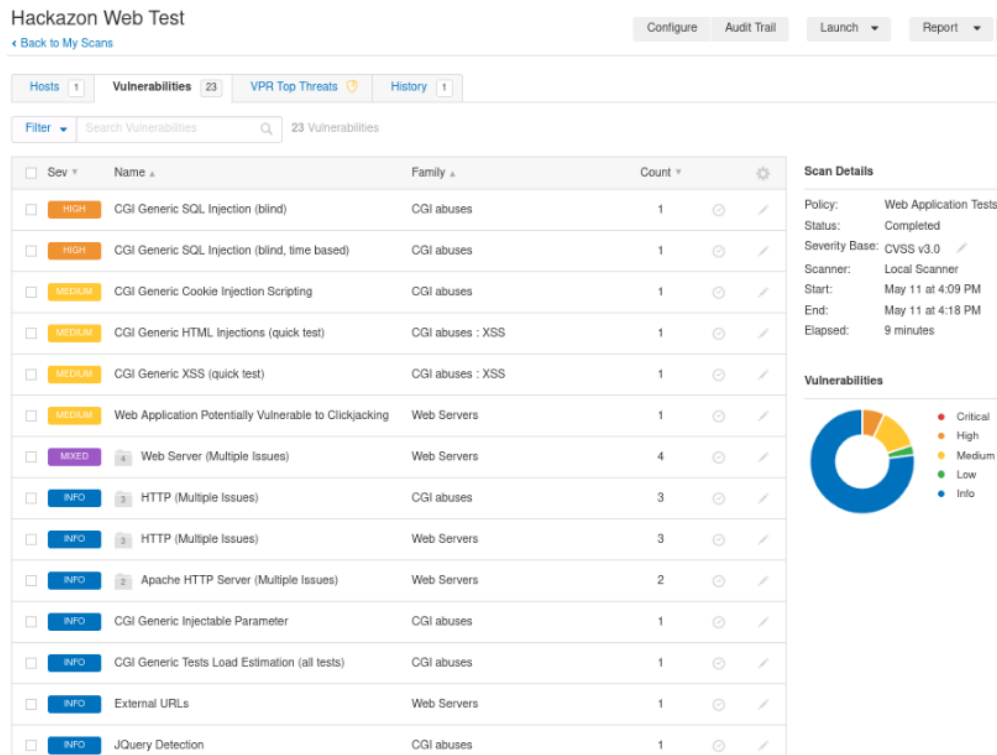 Hackazon Web Test
Back to My Scans
Configure Audit Trail Launch Report
Hosts 1 Vulnerabilities 23 VPR Top Threats History 1
Filter Search Vulnerabilities 23 Vulnerabilities
Sev Name Family Count
HIGH CGI Generic SQL Injection (blind) CGI abuses 1
HIGH CGI Generic SQL Injection (blind, time based) CGI abuses 1
MEDIUM CGI Generic Cookie Injection Scripting CGI abuses 1
MEDIUM CGI Generic HTML Injections (quick test) CGI abuses : XSS 1
MEDIUM CGI Generic XSS (quick test) CGI abuses : XSS 1
MEDIUM Web Application Potentially Vulnerable to Clickjacking Web Servers 1
MIXED 4 Web Server (Multiple Issues) Web Servers 4
INFO 3 HTTP (Multiple Issues) CGI abuses 3
INFO 3 HTTP (Multiple Issues) Web Servers 3
INFO 2 Apache HTTP Server (Multiple Issues) Web Servers 2
INFO CGI Generic Injectable Parameter CGI abuses 1
INFO CGI Generic Tests Load Estimation (all tests) CGI abuses 1
INFO External URLs Web Servers 1
INFO JQuery Detection CGI abuses 1
Scan Details
Policy: Web Application Tests
Status: Completed
Severity Base: CVSS v3.0
Scanner: Local Scanner
Start: May 11 at 4:09 PM
End: May 11 at 4:18 PM
Elapsed: 9 minutes
Vulnerabilities
Critical
High
Medium
Low
Info